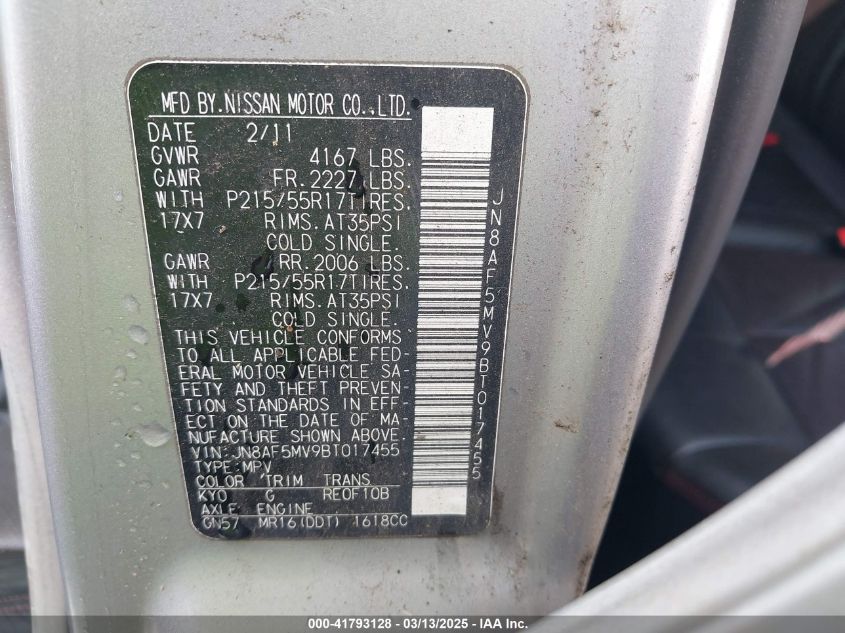 MFD BY.NISSAN MOTOR CO.,LTD.
DATE 2/11
GVWR 4167 LBS.
GAWR FR.2227 LBS.
WITH P215/55R17TIRES.
17X7 RIMS.AT35PSI
COLD SINGLE.
GAWR RR.2006 LBS.
WITH P215/55R17TIRES.
17X7 RIMS.AT35PSI
COLD SINGLE.
THIS VEHICLE CONFORMS
TO ALL APPLICABLE FED-
ERAL MOTOR VEHICLE SA-
FETY AND THEFT PREVEN-
TION STANDARDS IN EFF-
ECT ON THE DATE OF MA-
NUFACTURE SHOWN ABOVE.
VIN:JN8AF5MV9BT017455
TYPE:MPV
COLOR TRIM TRANS
KYO G RE0F10B
AXLE ENGINE
GN57 MR16(DDT) 1618CC
JN8AF5MV9BT017455
000-41793128 - 03/13/2025 - IAA Inc.